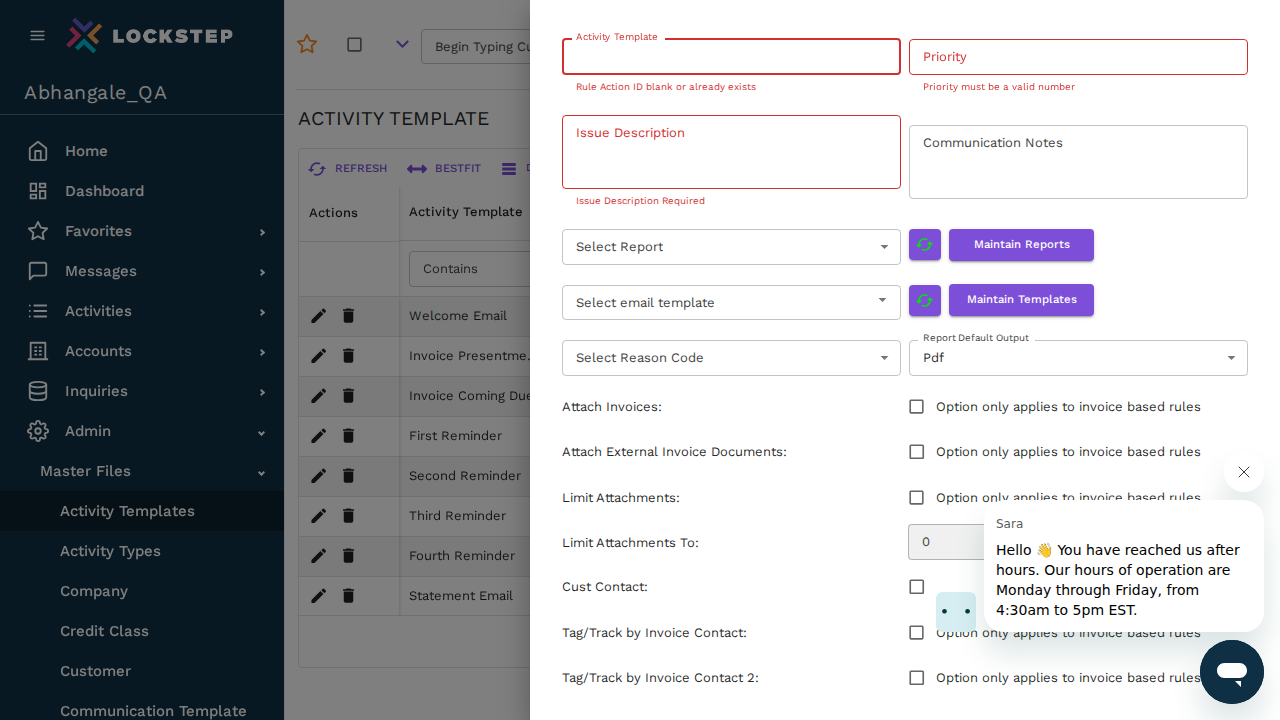 LOCKSTEP
Abhangale_QA
Home
Dashboard
Favorites
Messages
Activities
Accounts
Inquiries
Admin
Master Files
Activity Templates
Activity Types
Company
Credit Class
Customer
Communication Template
Begin Typing Cu
ACTIVITY TEMPLATE
REFRESH
BESTFIT
Actions
Activity Template
Contains
Welcome Email
Invoice Presentme...
Invoice Coming Due
First Reminder
Second Reminder
Third Reminder
Fourth Reminder
Statement Email
Activity Template
Rule Action ID blank or already exists
Priority
Priority must be a valid number
Issue Description
Issue Description Required
Communication Notes
Select Report
Maintain Reports
Select email template
Maintain Templates
Select Reason Code
Report Default Output
Pdf
Attach Invoices:
Option only applies to invoice based rules
Attach External Invoice Documents:
Option only applies to invoice based rules
Limit Attachments:
Option only applies to invoice based rules
Limit Attachments To:
0
Cust Contact:
Tag/Track by Invoice Contact:
Option only applies to invoice based rules
Tag/Track by Invoice Contact 2:
Option only applies to invoice based rules
Sara
Hello 👋 You have reached us after
hours. Our hours of operation are
Monday through Friday, from
4:30am to 5pm EST.